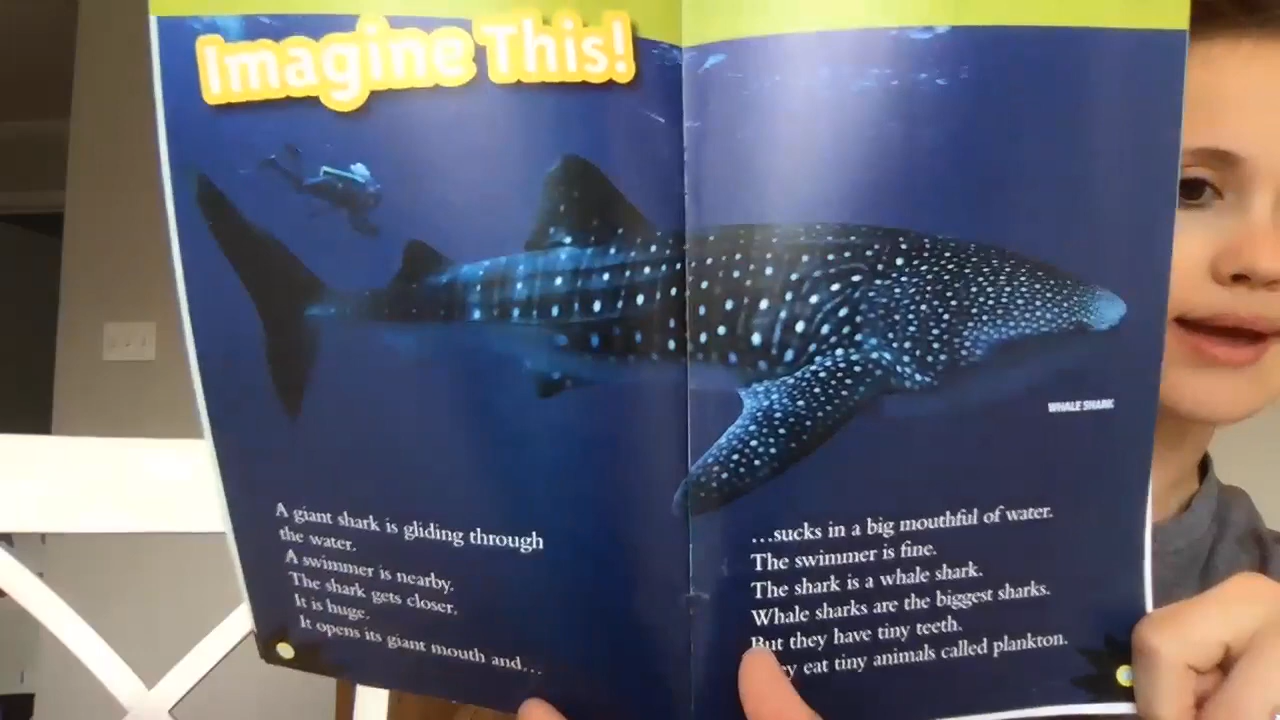 Imagine This!
A giant shark is gliding through
the water.
A swimmer is nearby.
The shark gets closer.
It is huge.
It opens its giant mouth and…
WHALE SHARK
…sucks in a big mouthful of water.
The swimmer is fine.
The shark is a whale shark.
Whale sharks are the biggest sharks.
But they have tiny teeth.
eat tiny animals called plankton.